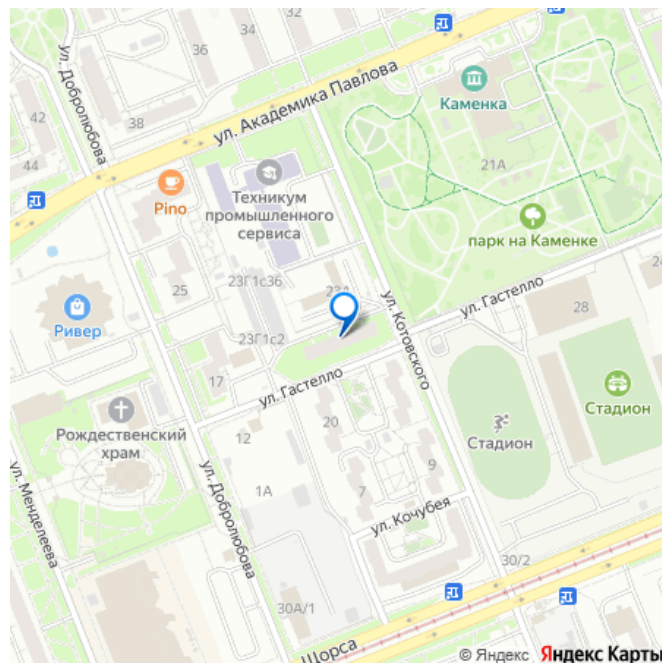 36
34
32
42
44
38
ул. Добролюбова
ул. Академика Павлова
Каменка
21А
Pino
Техникум
промышленного
сервиса
парк на Каменке
25
23Г1с36
23А
ул. Котовского
ул. Гастелло
24
28
Ривер
23Г1с2
17
ул. Гастелло
Стадион
Рождественский
храм
12
20
Стадион
ул. Менделеева
ул. Добролюбова
1А
7
9
ул. Кочубея
30/2
30А/1
Щорса
© Яндекс Яндекс Карты